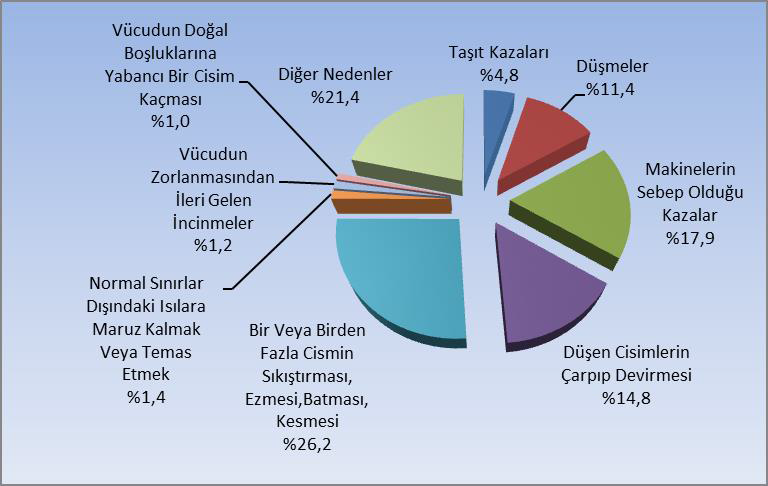 Vücudun Doğal
Boşluklarına
Yabancı Bir Cisim
Kaçması
%1,0
Diğer Nedenler
%21,4
Taşıt Kazaları
%4,8
Düşmeler
%11,4
Makinelerin
Sebep Olduğu
Kazalar
%17,9
Düşen Cisimlerin
Çarpıp Devirmesi
%14,8
Bir Veya Birden
Fazla Cismin
Sıkıştırması,
Ezmesi,Batması,
Kesmesi
%26,2
Normal Sınırlar
Dışındaki Isılara
Maruz Kalmak
Veya Temas
Etmek
%1,4
Vücudun
Zorlanmasından
İleri Gelen
İncinmeler
%1,2